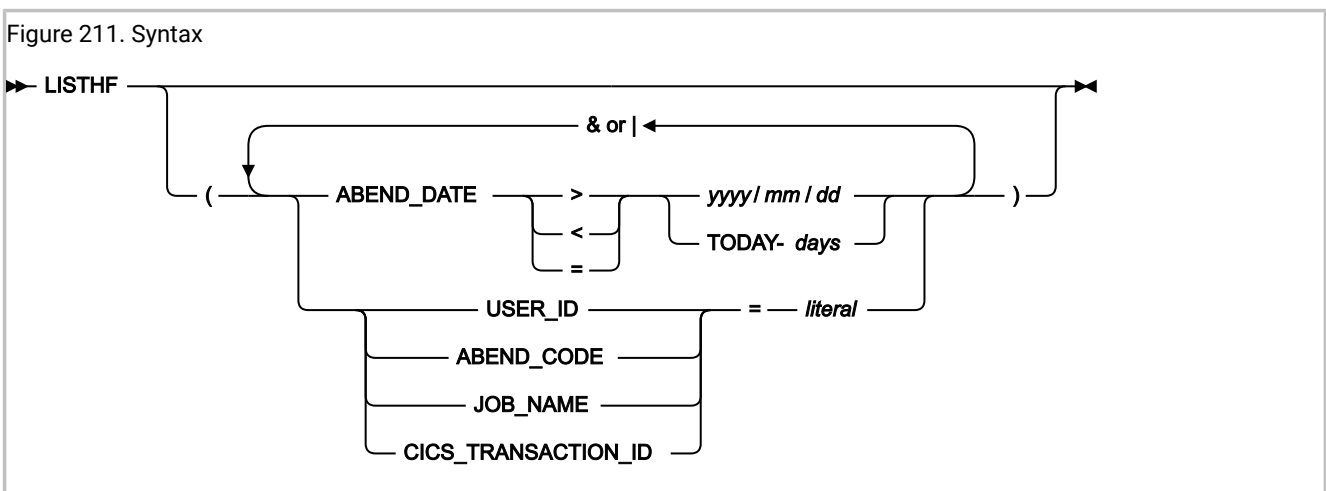 Figure 211. Syntax
LISTHF
& or |
( ABEND_DATE > yyyy / mm / dd )
< TODAY- days
=
USER_ID = literal
ABEND_CODE
JOB_NAME
CICS_TRANSACTION_ID